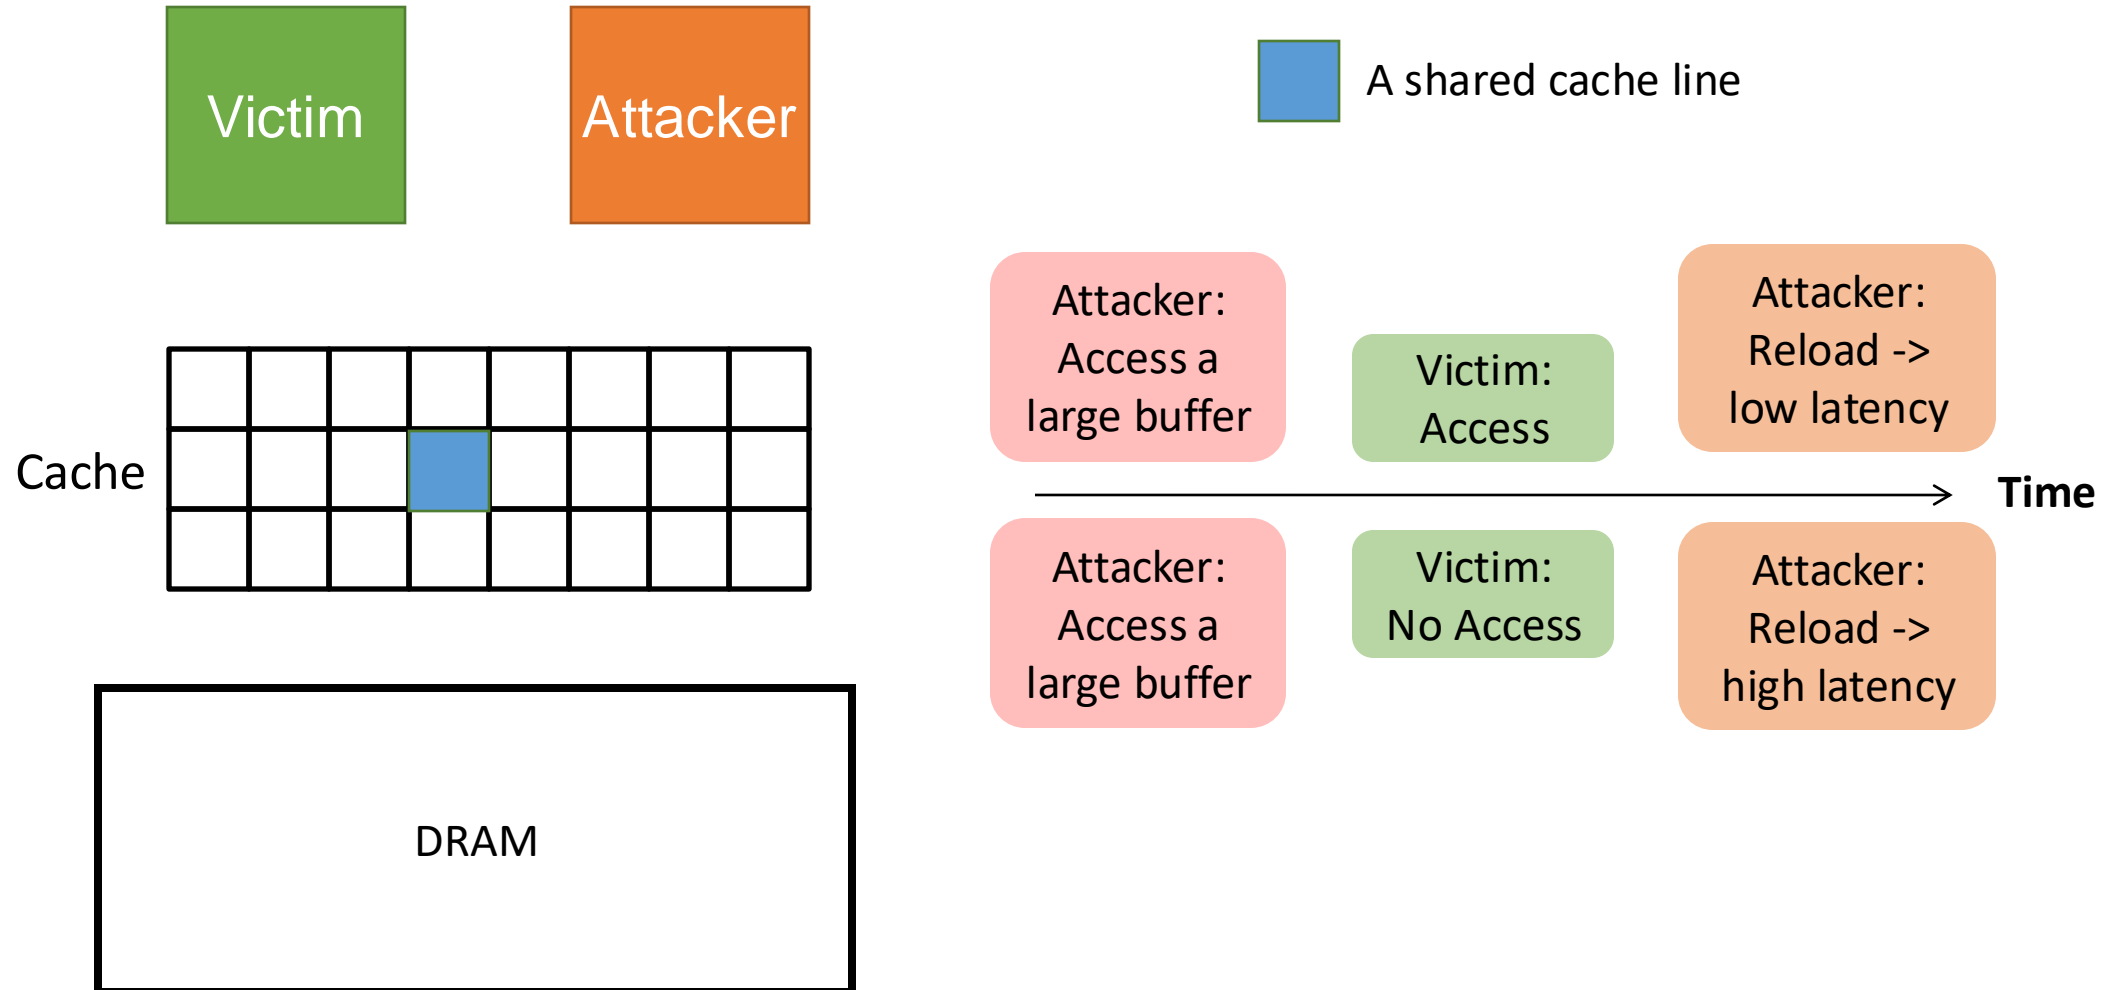 Victim
Attacker
A shared cache line
Cache
DRAM
Attacker:
Access a
large buffer
Victim:
Access
Attacker:
Reload ->
low latency
Time
Attacker:
Access a
large buffer
Victim:
No Access
Attacker:
Reload ->
high latency